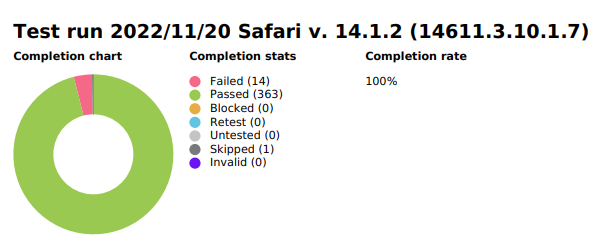 Test run 2022/11/20 Safari v. 14.1.2 (14611.3.10.1.7)
Completion chart
Completion stats
Completion rate
Failed (14)
Passed (363)
Blocked (0)
Retest (0)
Untested (0)
Skipped (1)
Invalid (0)
100%